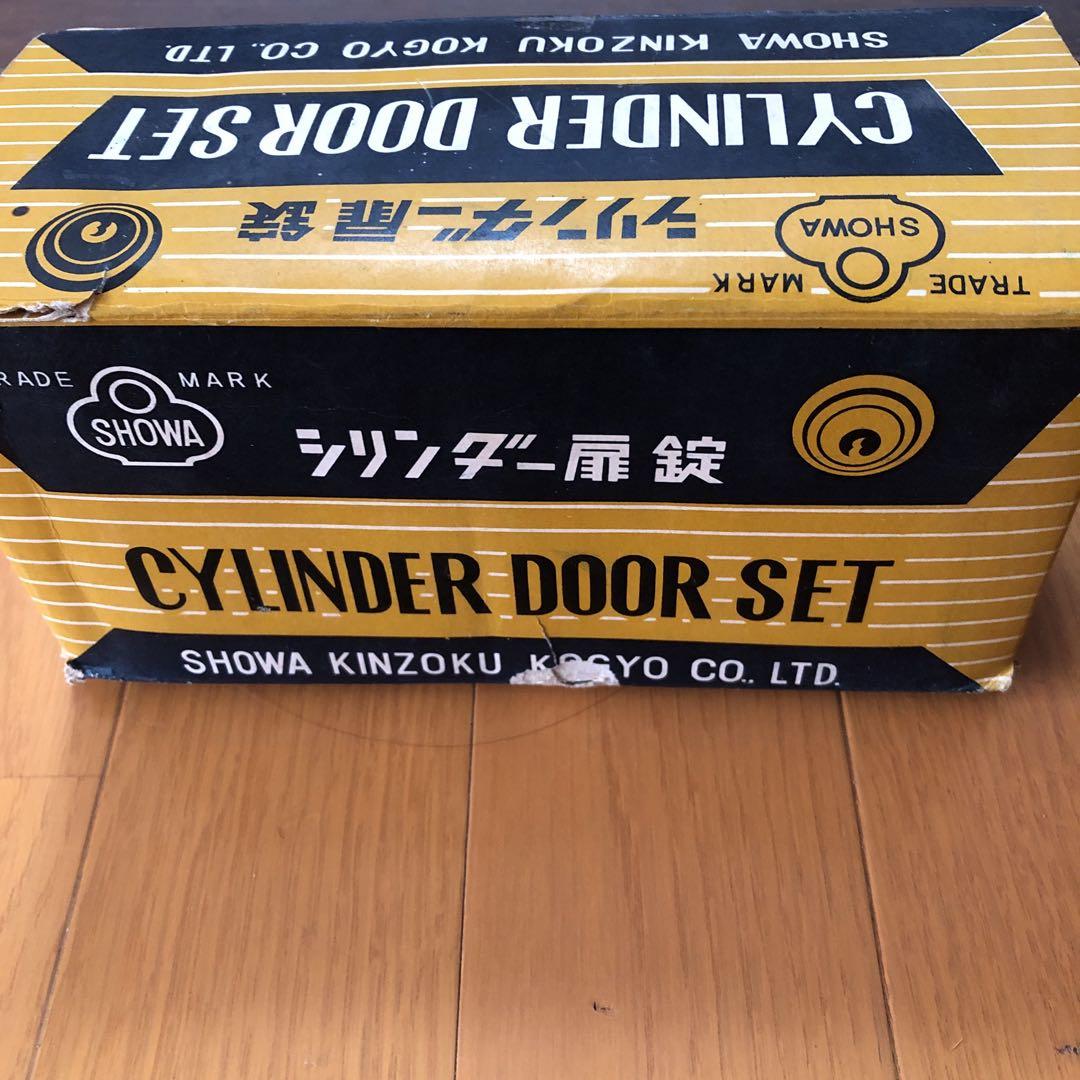 SHOWA KINZOKU KOGYO CO., LTD.
CYLINDER DOOR SET
シリンダー扉錠
SHOWA
TRADE MARK
RADE MARK
SHOWA
シリンダー扉錠
CYLINDER DOOR SET
SHOWA KINZOKU KOGYO CO., LTD.